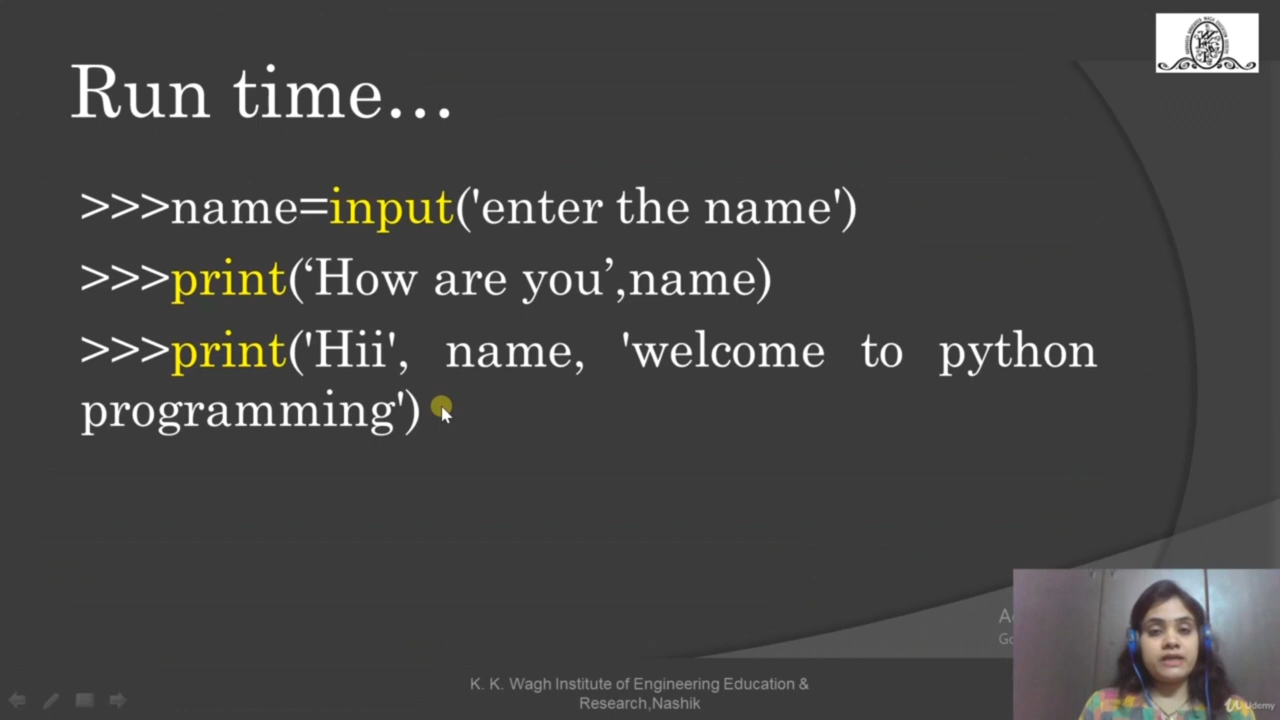 Run time...
>>>name=input('enter the name')
>>>print(‘How are you’,name)
>>>print('Hii', name, 'welcome to python
programming')
K. K. Wagh Institute of Engineering Education &
Research,Nashik
Udemy